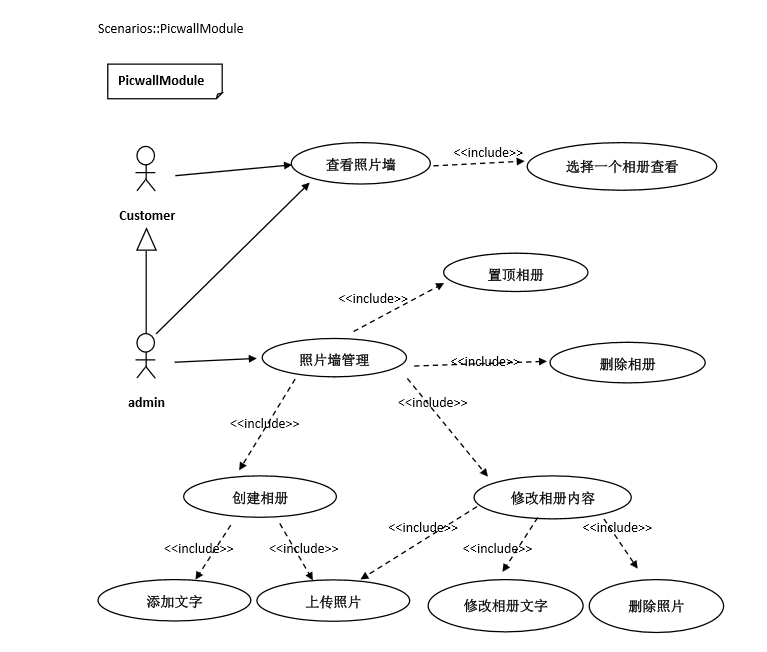 Scenarios::PicwallModule
PicwallModule
查看照片墙
<<include>>
选择一个相册查看
Customer
置顶相册
<<include>>
照片墙管理
<<include>>
删除相册
admin
<<include>>
<<include>>
创建相册
修改相册内容
<<include>>
<<include>>
<<include>>
<<include>>
<<include>>
添加文字
上传照片
修改相册文字
删除照片